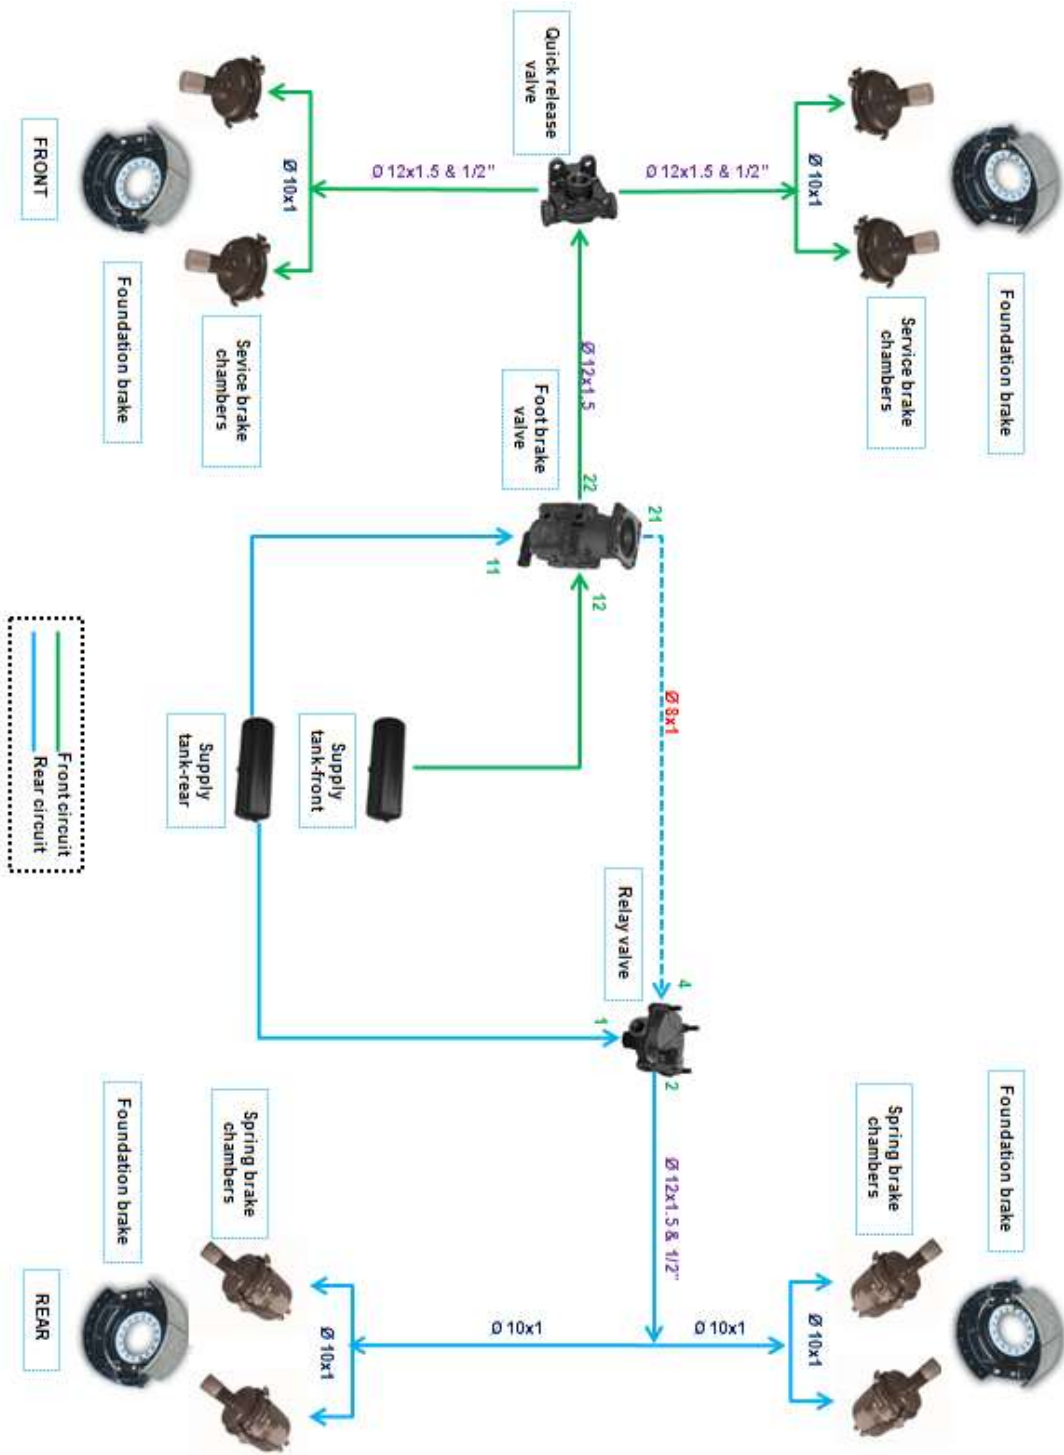 Quick release
valve
FRONT
Ø 12x1.5 & 1/2"
Ø 12x1.5 & 1/2"
Ø 10x1
Ø 10x1
Foundation brake
Sevice brake
chambers
Service brake
chambers
Foundation brake
Ø 12x1.5
Foot brake
valve
22
21
11
12
Ø 8x1
Front circuit
Rear circuit
Supply
tank-rear
Supply
tank-front
Relay valve
4
1
2
Foundation brake
Spring brake
chambers
Spring brake
chambers
Foundation brake
Ø 12x1.5 & 1/2"
REAR
Ø 10x1
Ø 10x1
Ø 10x1
Ø 10x1